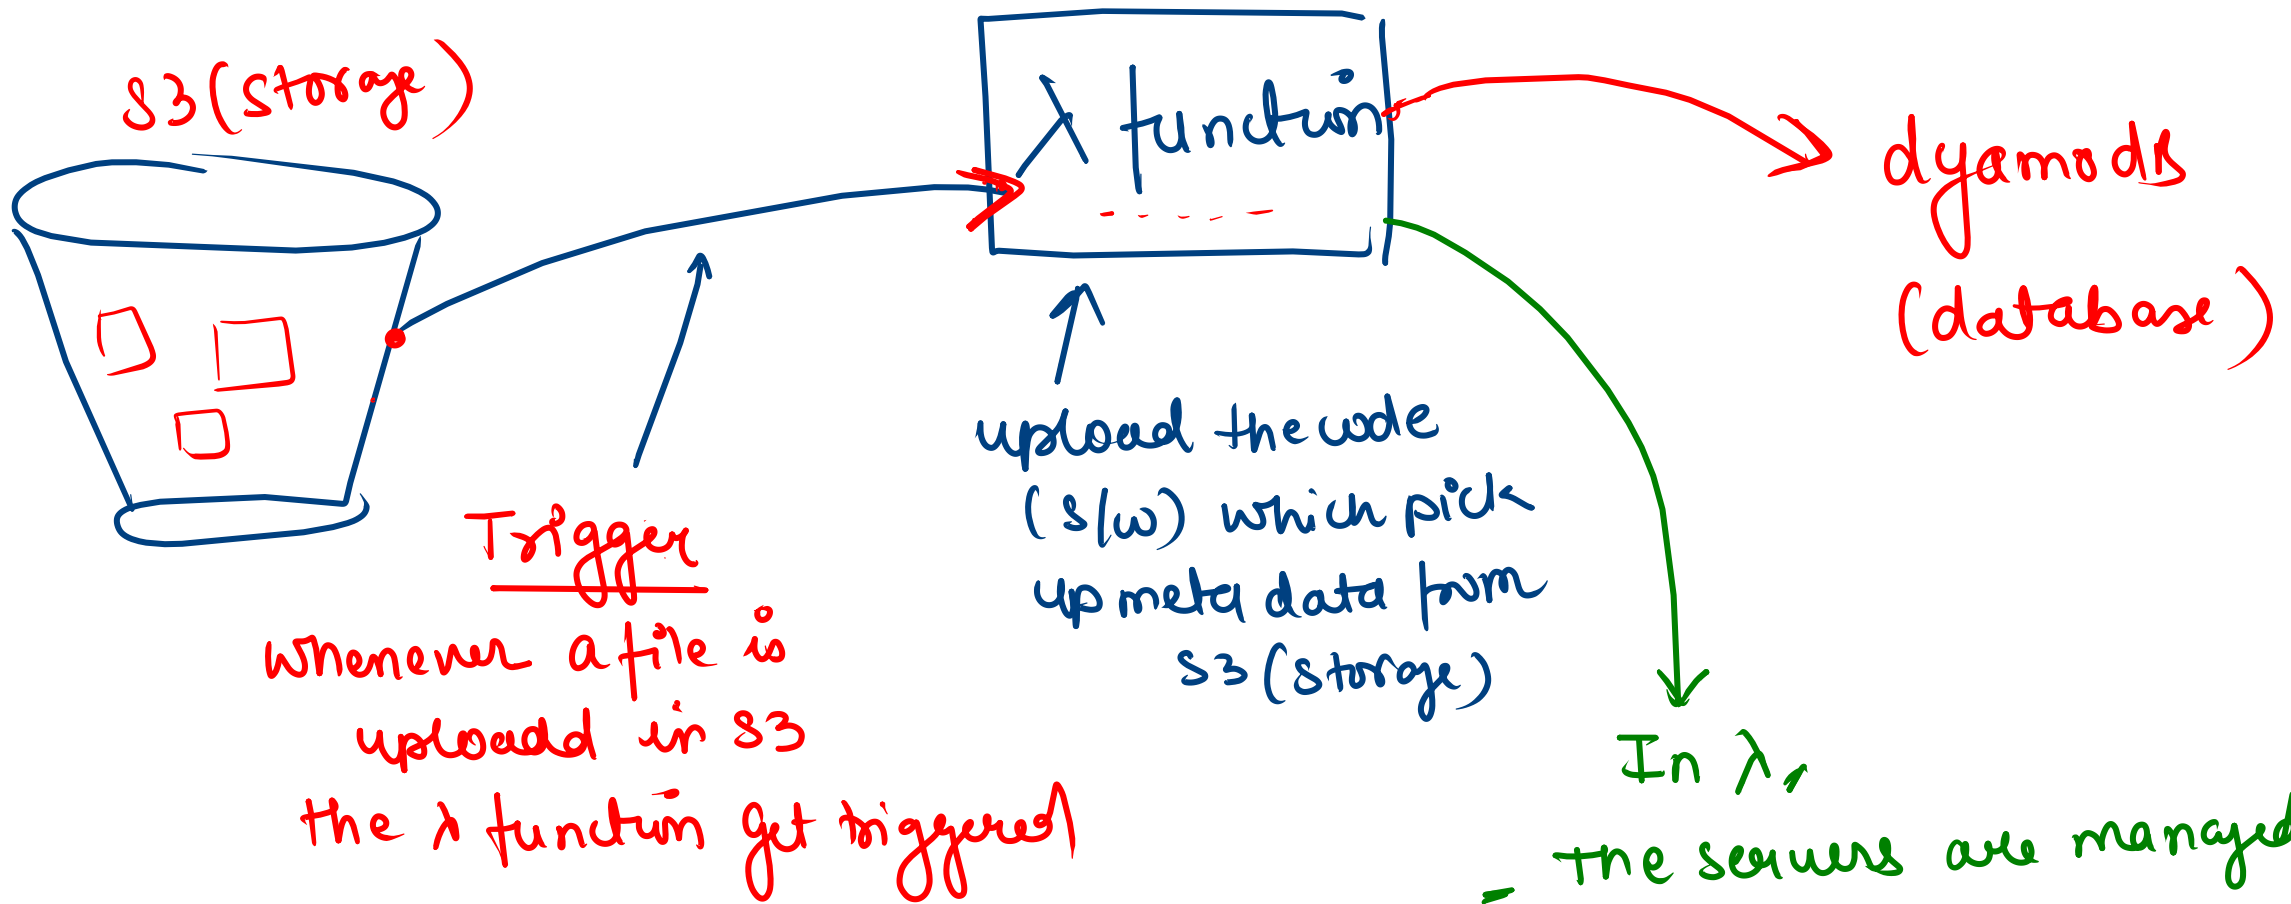 S3 (storage)
λ function
dyamodB
(database)
Trigger
whenever a file is
uploadd in S3
the λ function get triggered
upload the code
(S/W) which pick
up meta data from
S3 (storage)
In λ,
- the servers are managed